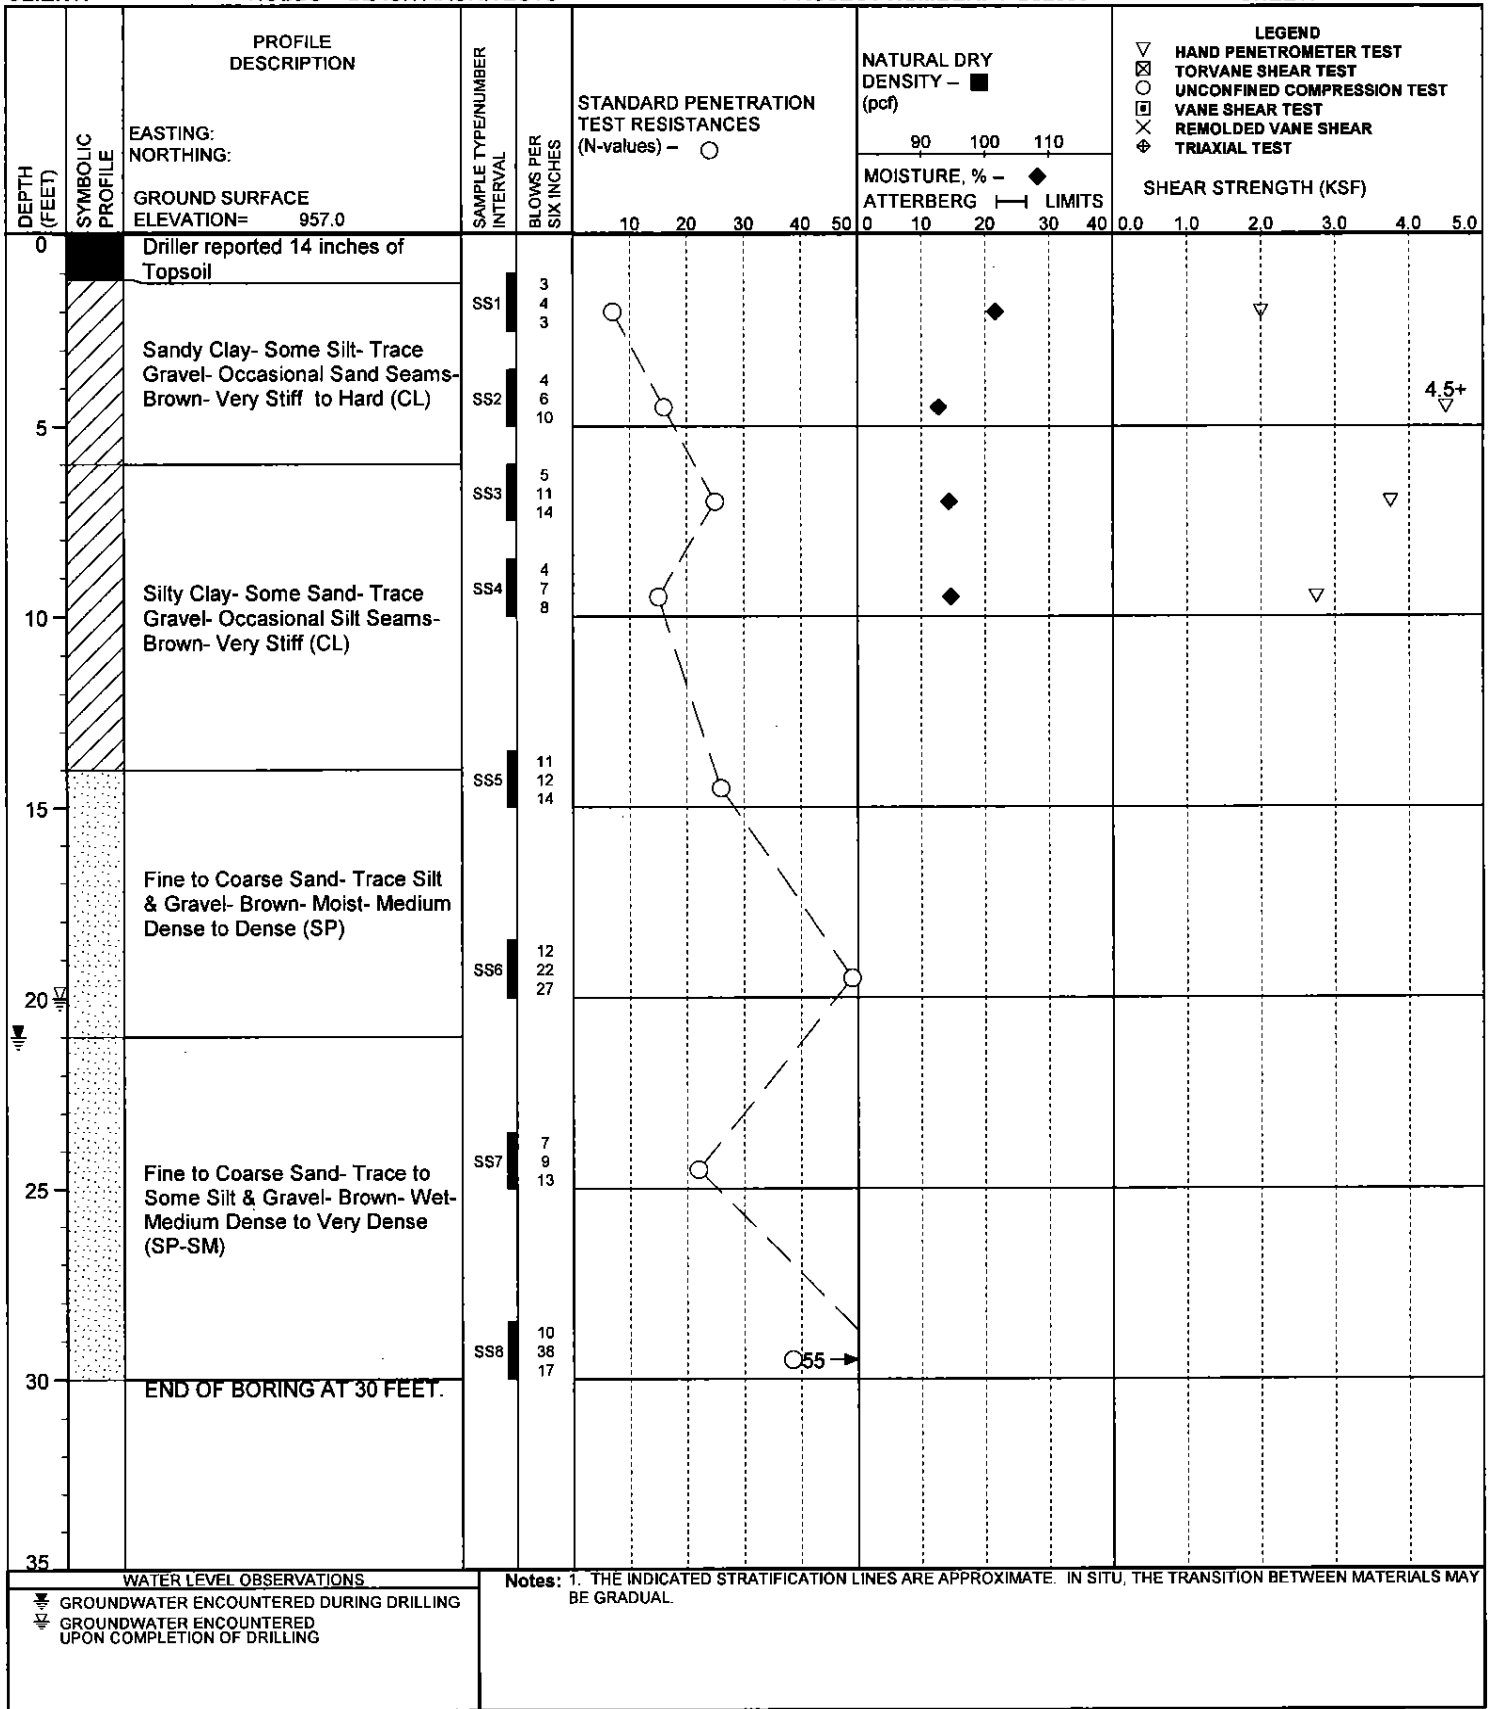 PROFILE
DESCRIPTION
EASTING:
NORTHING:
GROUND SURFACE
ELEVATION= 957.0
DEPTH
(FEET)
SYMBOLIC
PROFILE
SAMPLE TYPE/NUMBER
INTERVAL
BLOWS PER
SIX INCHES
STANDARD PENETRATION
TEST RESISTANCES
(N-values) –
10 20 30 40 50
NATURAL DRY
DENSITY –
(pcf)
90 100 110
MOISTURE, % –
ATTERBERG LIMITS
0 10 20 30 40
LEGEND
HAND PENETROMETER TEST
TORVANE SHEAR TEST
UNCONFINED COMPRESSION TEST
VANE SHEAR TEST
REMOLDED VANE SHEAR
TRIAXIAL TEST
SHEAR STRENGTH (KSF)
0.0 1.0 2.0 3.0 4.0 5.0
0
Driller reported 14 inches of
Topsoil
SS1
3
4
3
Sandy Clay- Some Silt- Trace
Gravel- Occasional Sand Seams-
Brown- Very Stiff to Hard (CL)
SS2
4
6
10
4.5+
5
SS3
5
11
14
Silty Clay- Some Sand- Trace
Gravel- Occasional Silt Seams-
Brown- Very Stiff (CL)
SS4
4
7
8
10
SS5
11
12
14
15
Fine to Coarse Sand- Trace Silt
& Gravel- Brown- Moist- Medium
Dense to Dense (SP)
SS6
12
22
27
20
SS7
7
9
13
Fine to Coarse Sand- Trace to
Some Silt & Gravel- Brown- Wet-
Medium Dense to Very Dense
(SP-SM)
25
SS8
10
38
17
55
30
END OF BORING AT 30 FEET.
35
WATER LEVEL OBSERVATIONS
GROUNDWATER ENCOUNTERED DURING DRILLING
GROUNDWATER ENCOUNTERED
UPON COMPLETION OF DRILLING
Notes: 1. THE INDICATED STRATIFICATION LINES ARE APPROXIMATE. IN SITU, THE TRANSITION BETWEEN MATERIALS MAY
BE GRADUAL.